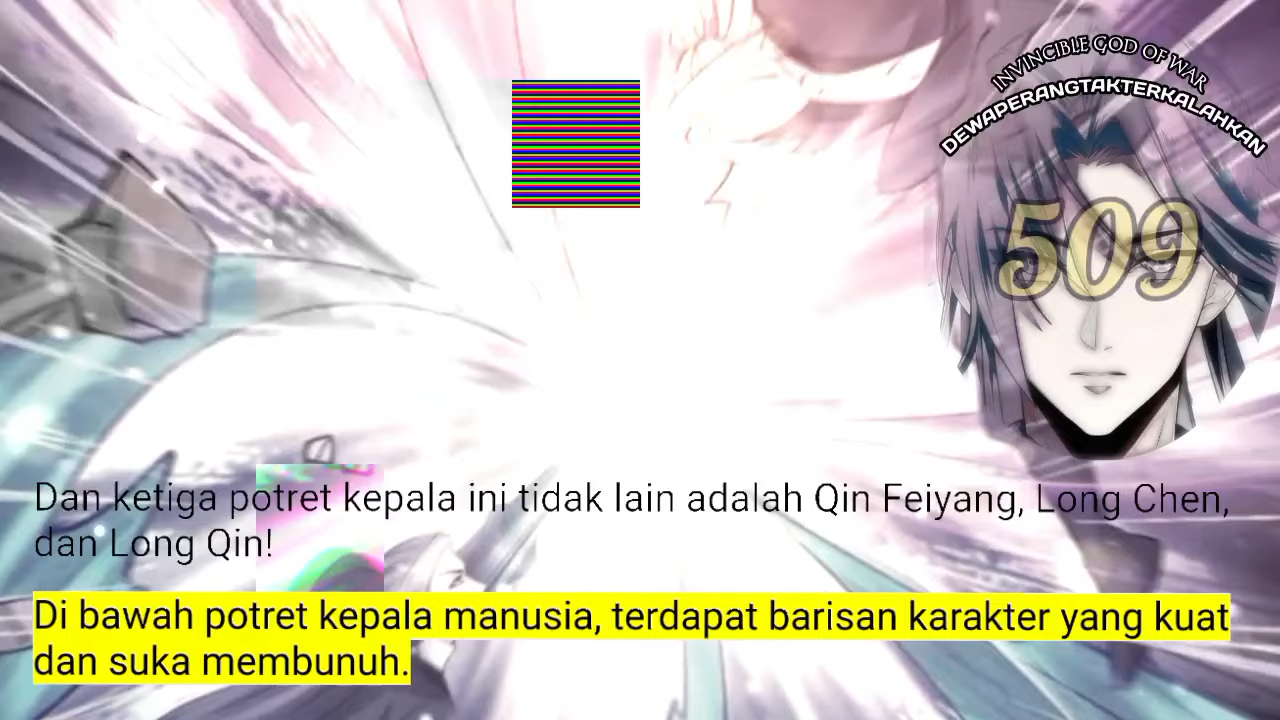 INVINCIBLE GOD OF WAR
DEWAPERANGTAKTERKALAHKAN
509
Dan ketiga potret kepala ini tidak lain adalah Qin Feiyang, Long Chen,
dan Long Qin!
Di bawah potret kepala manusia, terdapat barisan karakter yang kuat
dan suka membunuh.